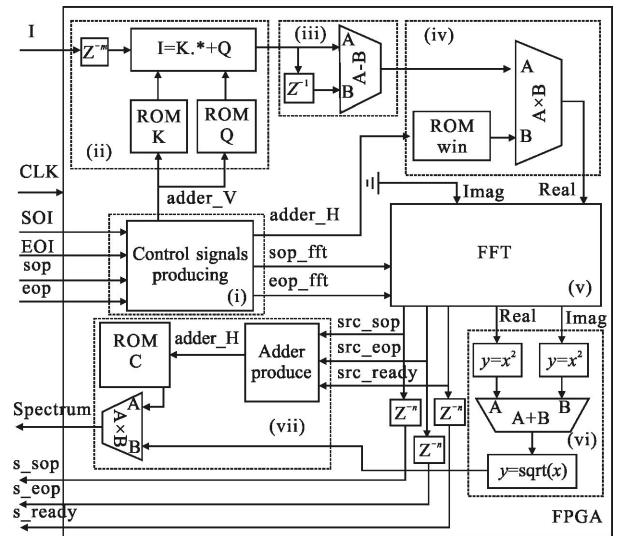 I
Z⁻ᵐ
I=K.*+Q
ROM
K
ROM
Q
(ii)
(iii)
A
B
A-B
Z⁻¹
(iv)
A
B
A×B
ROM
win
CLK
adder_V
adder_H
Imag
Real
SOI
EOI
sop
eop
Control signals
producing
(i)
sop_fft
eop_fft
FFT
(v)
ROM
C
adder_H
Adder
produce
src_sop
src_eop
src_ready
Real
Imag
y=x²
y=x²
Z⁻ⁿ
Z⁻ⁿ
Z⁻ⁿ
A
B
A+B
(vi)
y=sqrt(x)
Spectrum
A
B
A×B
(vii)
s_sop
s_eop
s_ready
FPGA